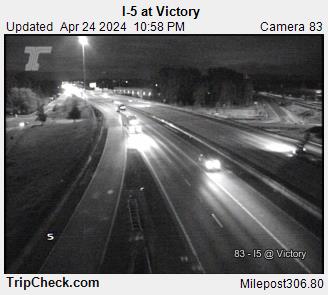 I-5 at Victory
Updated Apr 24 2024 10:58 PM Camera 83
T
S
83 - I5 @ Victory
TripCheck.com Milepost306.80